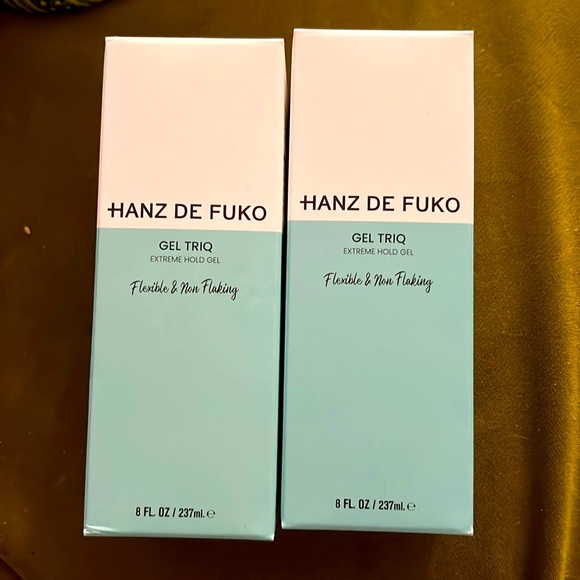 HANZ DE FUKO
GEL TRIQ
EXTREME HOLD GEL
Flexible & Non Flaking
8 FL. OZ / 237ml. ℮
HANZ DE FUKO
GEL TRIQ
EXTREME HOLD GEL
Flexible & Non Flaking
8 FL. OZ / 237ml. ℮